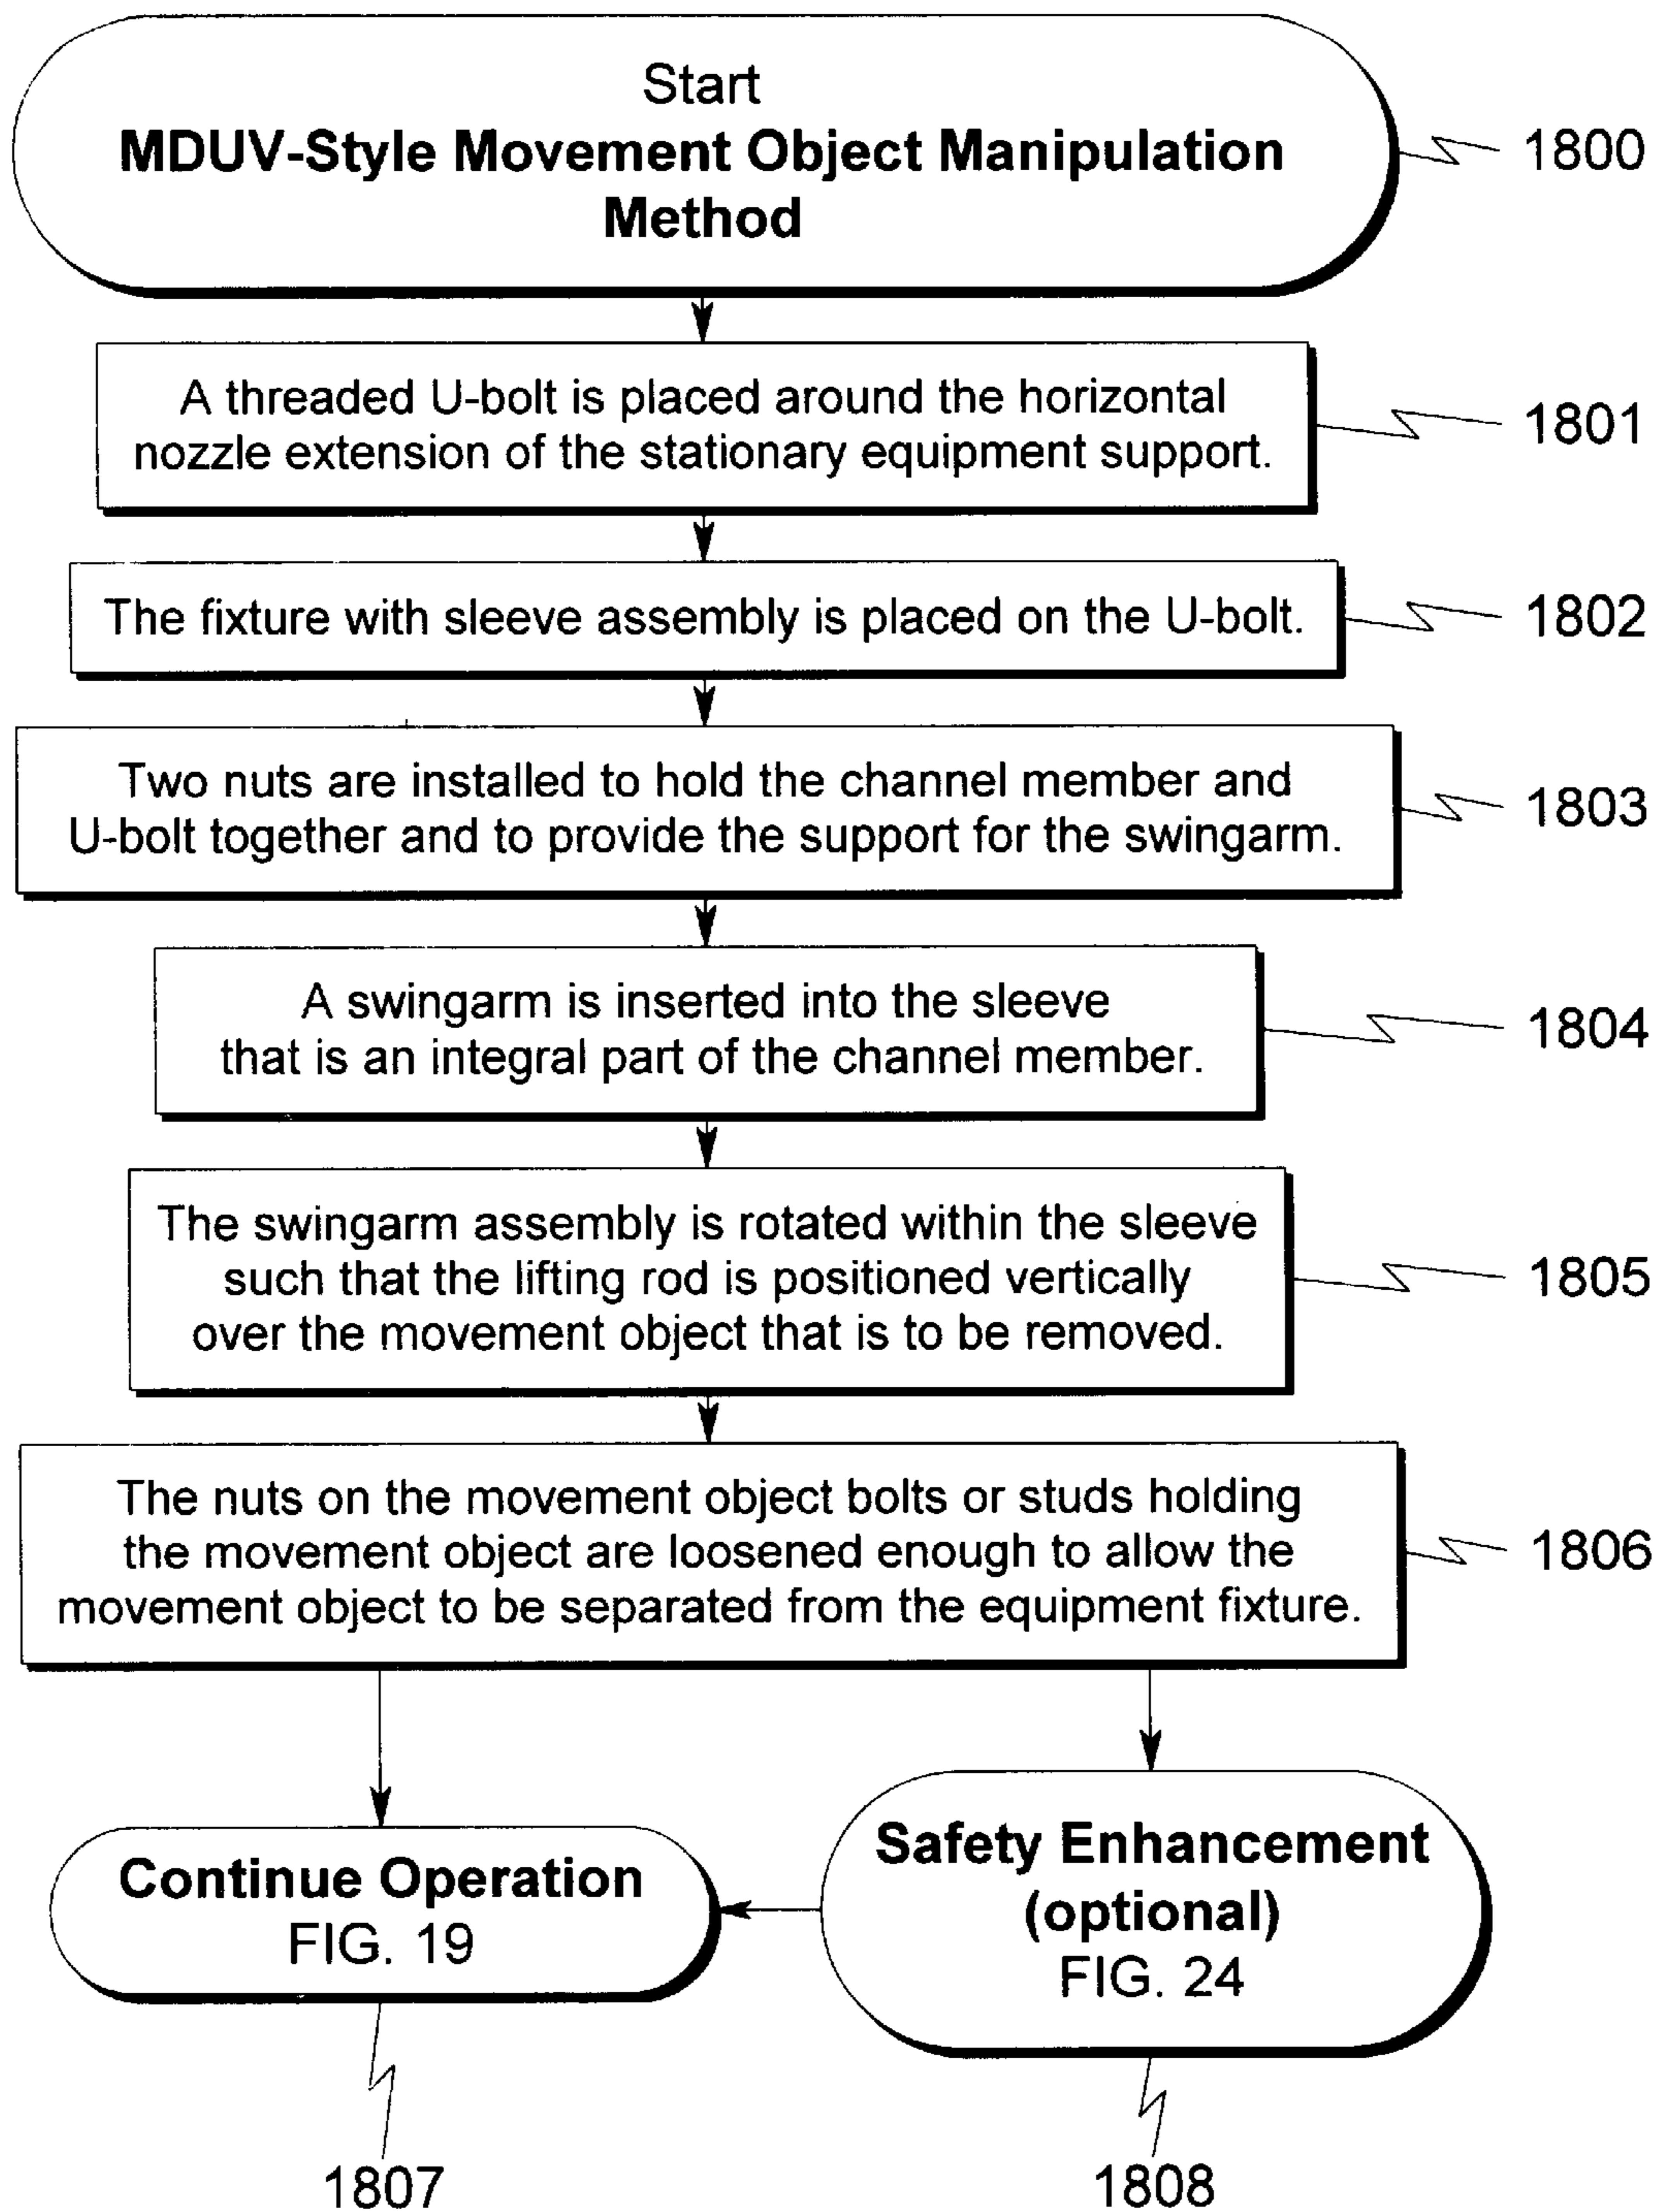 Start
MDUV-Style Movement Object Manipulation
Method
1800
A threaded U-bolt is placed around the horizontal
nozzle extension of the stationary equipment support.
1801
The fixture with sleeve assembly is placed on the U-bolt.
1802
Two nuts are installed to hold the channel member and
U-bolt together and to provide the support for the swingarm.
1803
A swingarm is inserted into the sleeve
that is an integral part of the channel member.
1804
The swingarm assembly is rotated within the sleeve
such that the lifting rod is positioned vertically
over the movement object that is to be removed.
1805
The nuts on the movement object bolts or studs holding
the movement object are loosened enough to allow the
movement object to be separated from the equipment fixture.
1806
Continue Operation
FIG. 19
Safety Enhancement
(optional)
FIG. 24
1807
1808